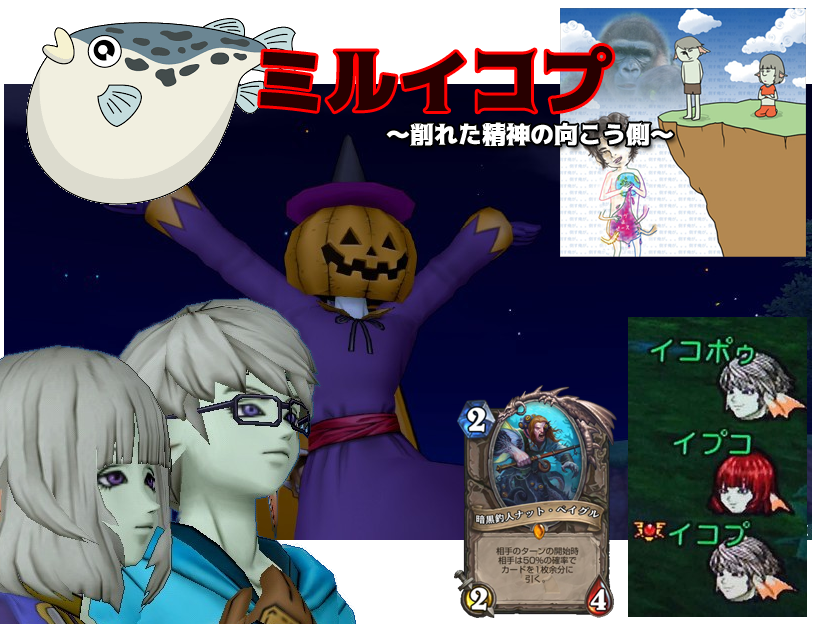 ミルイコプ
～削れた精神の向こう側～
イコポゥ
イプコ
イコプ
2
暗黒釣人ナット・ペイグル
相手のターンの開始時
相手は50%の確率で
カードを1枚余分に
引く。
2
4